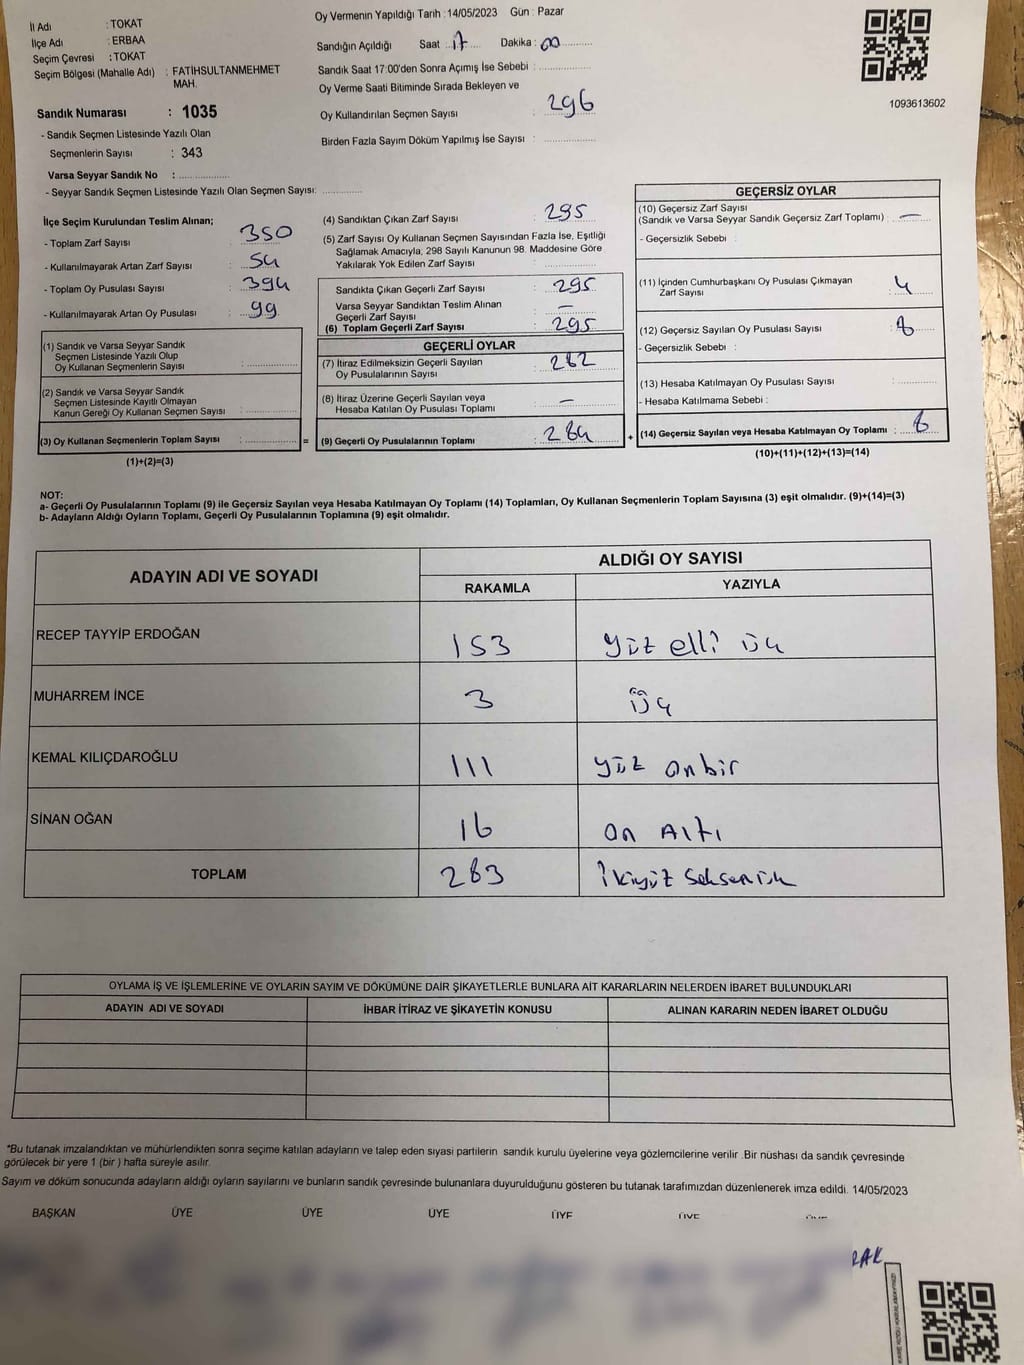 İl Adı : TOKAT
İlçe Adı : ERBAA
Seçim Çevresi : TOKAT
Seçim Bölgesi (Mahalle Adı) : FATİHSULTANMEHMET MAH.
Sandık Numarası : 1035
- Sandık Seçmen Listesinde Yazılı Olan
Seçmenlerin Sayısı : 343
Varsa Seyyar Sandık No :
- Seyyar Sandık Seçmen Listesinde Yazılı Olan Seçmen Sayısı:
Oy Vermenin Yapıldığı Tarih : 14/05/2023 Gün : Pazar
Sandığın Açıldığı Saat : 17 Dakika : 00
Sandık Saat 17:00'den Sonra Açımış İse Sebebi :
Oy Verme Saati Bitiminde Sırada Bekleyen ve
Oy Kullandırılan Seçmen Sayısı : 296
Birden Fazla Sayım Döküm Yapılmış İse Sayısı :
1093613602
İlçe Seçim Kurulundan Teslim Alınan;
- Toplam Zarf Sayısı : 350
- Kullanılmayarak Artan Zarf Sayısı : 54
- Toplam Oy Pusulası Sayısı : 394
- Kullanılmayarak Artan Oy Pusulası : 99
(1) Sandık ve Varsa Seyyar Sandık
Seçmen Listesinde Yazılı Olup
Oy Kullanan Seçmenlerin Sayısı :
(2) Sandık ve Varsa Seyyar Sandık
Seçmen Listesinde Kayıtlı Olmayan
Kanun Gereği Oy Kullanan Seçmen Sayısı :
(3) Oy Kullanan Seçmenlerin Toplam Sayısı : =
(1)+(2)=(3)
(4) Sandıktan Çıkan Zarf Sayısı : 295
(5) Zarf Sayısı Oy Kullanan Seçmen Sayısından Fazla İse, Eşitliği
Sağlamak Amacıyla, 298 Sayılı Kanunun 98. Maddesine Göre
Yakılarak Yok Edilen Zarf Sayısı :
Sandıkta Çıkan Geçerli Zarf Sayısı : 295
Varsa Seyyar Sandıktan Teslim Alınan
Geçerli Zarf Sayısı : —
(6) Toplam Geçerli Zarf Sayısı : 295
GEÇERLİ OYLAR
(7) İtiraz Edilmeksizin Geçerli Sayılan
Oy Pusulalarının Sayısı : 282
(8) İtiraz Üzerine Geçerli Sayılan veya
Hesaba Katılan Oy Pusulası Toplamı : —
(9) Geçerli Oy Pusulalarının Toplamı : 284 +
GEÇERSİZ OYLAR
(10) Geçersiz Zarf Sayısı
(Sandık ve Varsa Seyyar Sandık Geçersiz Zarf Toplamı) : —
- Geçersizlik Sebebi :
(11) İçinden Cumhurbaşkanı Oy Pusulası Çıkmayan
Zarf Sayısı : 4
(12) Geçersiz Sayılan Oy Pusulası Sayısı : 8
- Geçersizlik Sebebi :
(13) Hesaba Katılmayan Oy Pusulası Sayısı :
- Hesaba Katılmama Sebebi :
(14) Geçersiz Sayılan veya Hesaba Katılmayan Oy Toplamı : 8
(10)+(11)+(12)+(13)=(14)
NOT:
a- Geçerli Oy Pusulalarının Toplamı (9) ile Geçersiz Sayılan veya Hesaba Katılmayan Oy Toplamı (14) Toplamları, Oy Kullanan Seçmenlerin Toplam Sayısına (3) eşit olmalıdır. (9)+(14)=(3)
b- Adayların Aldığı Oyların Toplamı, Geçerli Oy Pusulalarının Toplamına (9) eşit olmalıdır.
ADAYIN ADI VE SOYADI ALDIĞI OY SAYISI
RAKAMLA YAZIYLA
RECEP TAYYİP ERDOĞAN 153 Yüz elli üç
MUHARREM İNCE 3 üç
KEMAL KILIÇDAROĞLU 111 yüz onbir
SİNAN OĞAN 16 On Altı
TOPLAM 283 İkiyüz Seksenüç
OYLAMA İŞ VE İŞLEMLERİNE VE OYLARIN SAYIM VE DÖKÜMÜNE DAİR ŞİKAYETLERLE BUNLARA AİT KARARLARIN NELERDEN İBARET BULUNDUKLARI
ADAYIN ADI VE SOYADI İHBAR İTİRAZ VE ŞİKAYETİN KONUSU ALINAN KARARIN NEDEN İBARET OLDUĞU
*Bu tutanak imzalandıktan ve mühürlendikten sonra seçime katılan adayların ve talep eden siyasi partilerin sandık kurulu üyelerine veya gözlemcilerine verilir .Bir nüshası da sandık çevresinde
görülecek bir yere 1 (bir ) hafta süreyle asılır.
Sayım ve döküm sonucunda adayların aldığı oyların sayılarını ve bunların sandık çevresinde bulunanlara duyurulduğunu gösteren bu tutanak tarafımızdan düzenlenerek imza edildi. 14/05/2023
BAŞKAN ÜYE ÜYE ÜYE ÜYE ÜYE
RAK